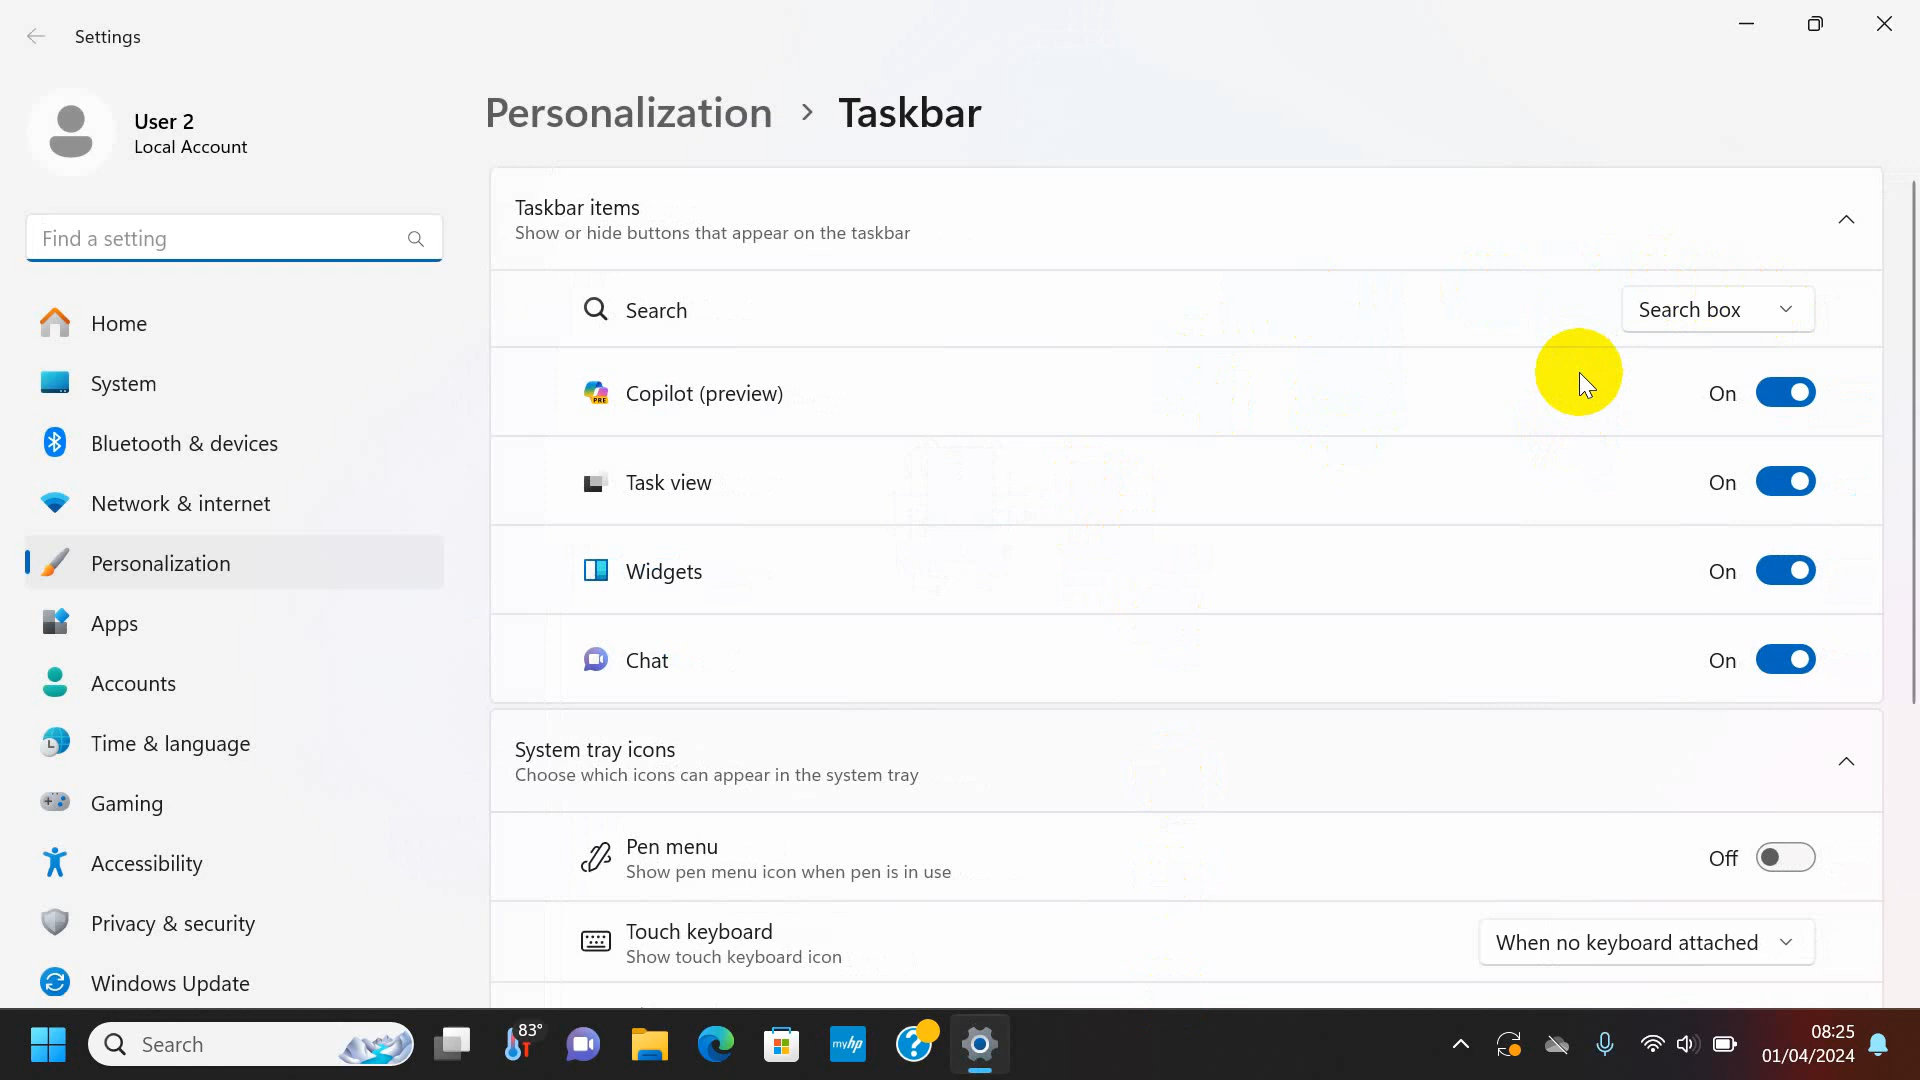 Settings
User 2
Local Account
Find a setting
Home
System
Bluetooth & devices
Network & internet
Personalization
Apps
Accounts
Time & language
Gaming
Accessibility
Privacy & security
Windows Update
Personalization > Taskbar
Taskbar items
Show or hide buttons that appear on the taskbar
Search
Search box
Copilot (preview)
On
Task view
On
Widgets
On
Chat
On
System tray icons
Choose which icons can appear in the system tray
Pen menu
Show pen menu icon when pen is in use
Off
Touch keyboard
Show touch keyboard icon
When no keyboard attached
Search
83°
myhp
08:25
01/04/2024